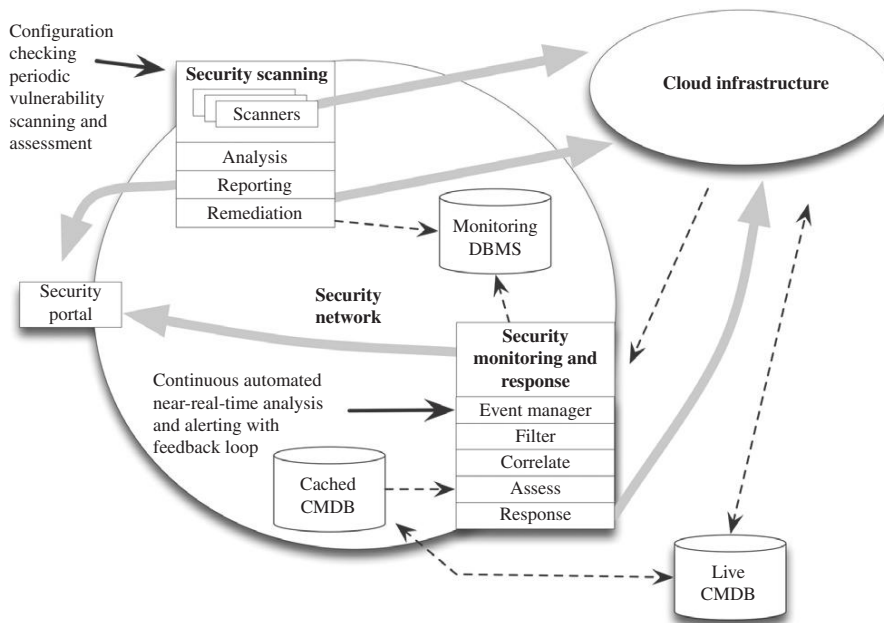 Configuration
checking
periodic
vulnerability
scanning and
assessment
Security scanning
Scanners
Analysis
Reporting
Remediation
Cloud infrastructure
Monitoring
DBMS
Security
portal
Security
network
Security
monitoring and
response
Event manager
Filter
Correlate
Assess
Response
Continuous automated
near-real-time analysis
and alerting with
feedback loop
Cached
CMDB
Live
CMDB